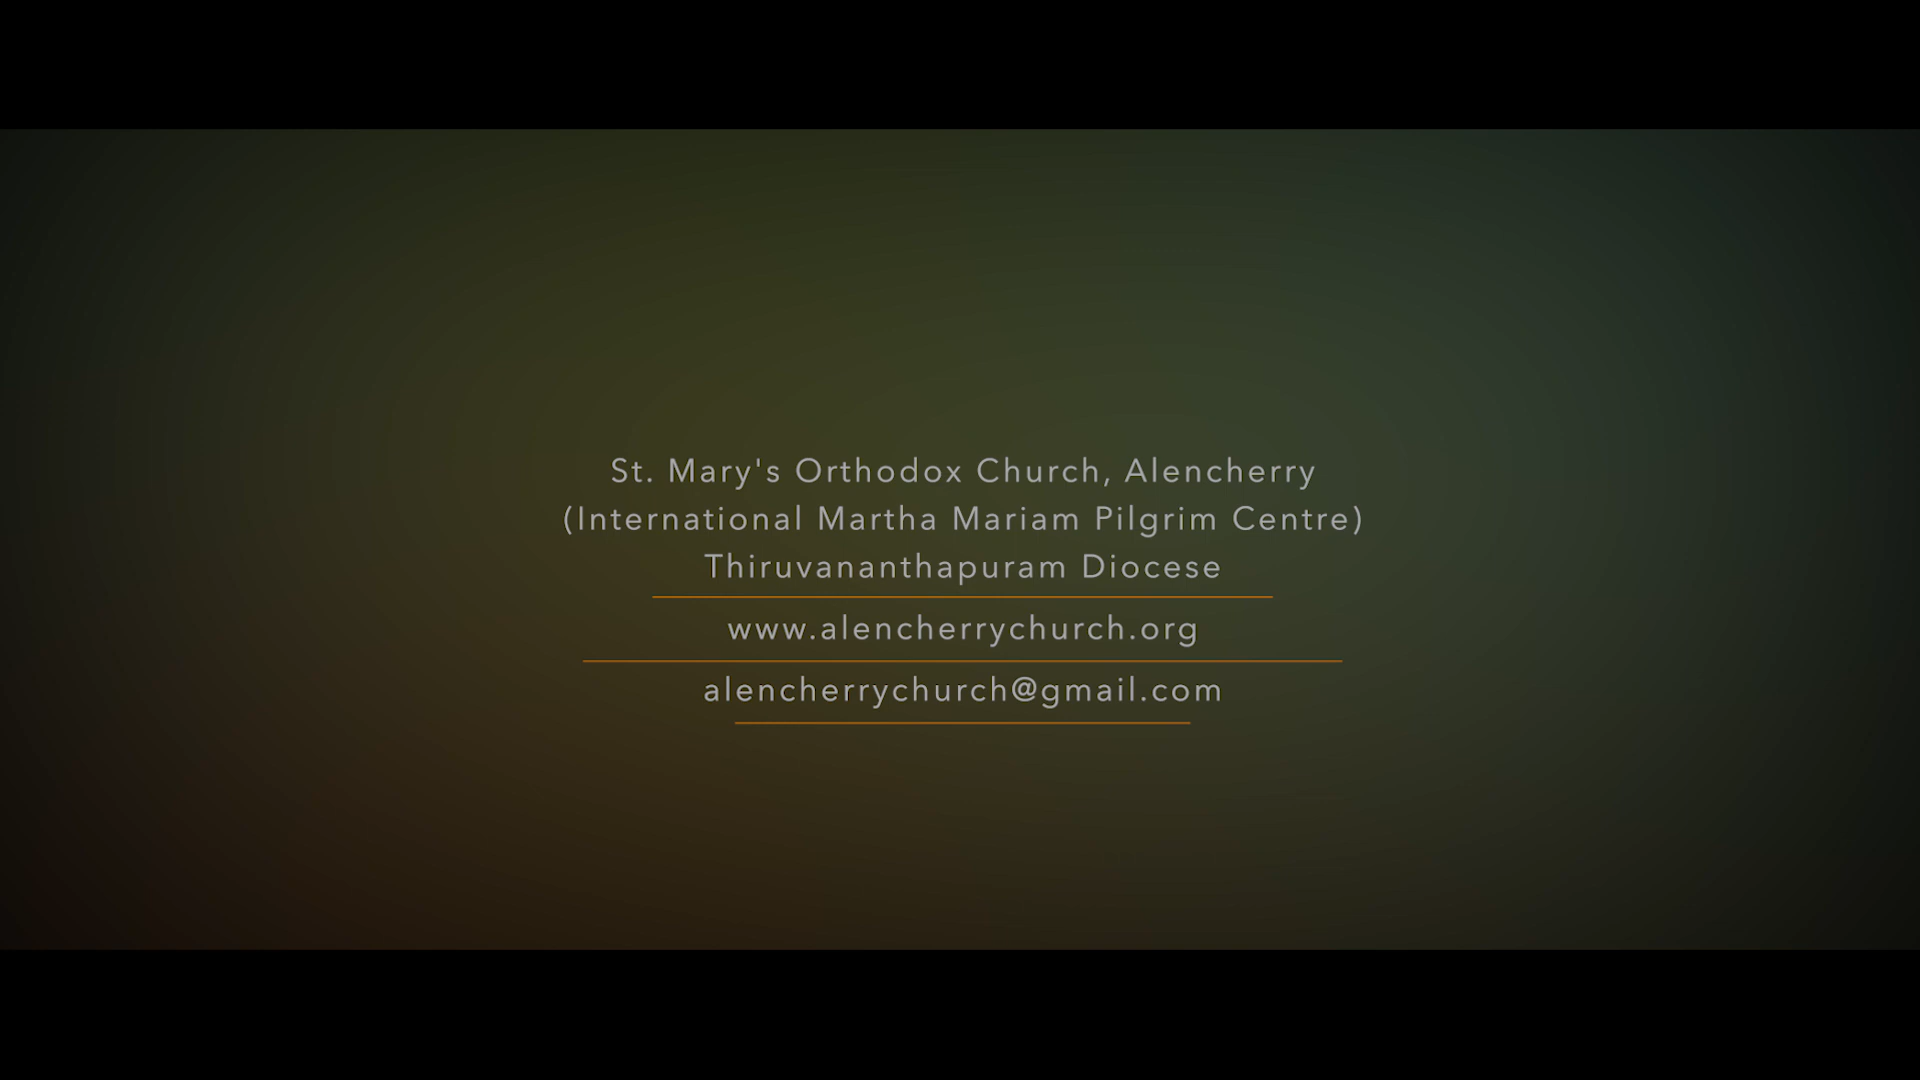 St. Mary's Orthodox Church, Alencherry
(International Martha Mariam Pilgrim Centre)
Thiruvananthapuram Diocese
www.alencherrychurch.org
alencherrychurch@gmail.com